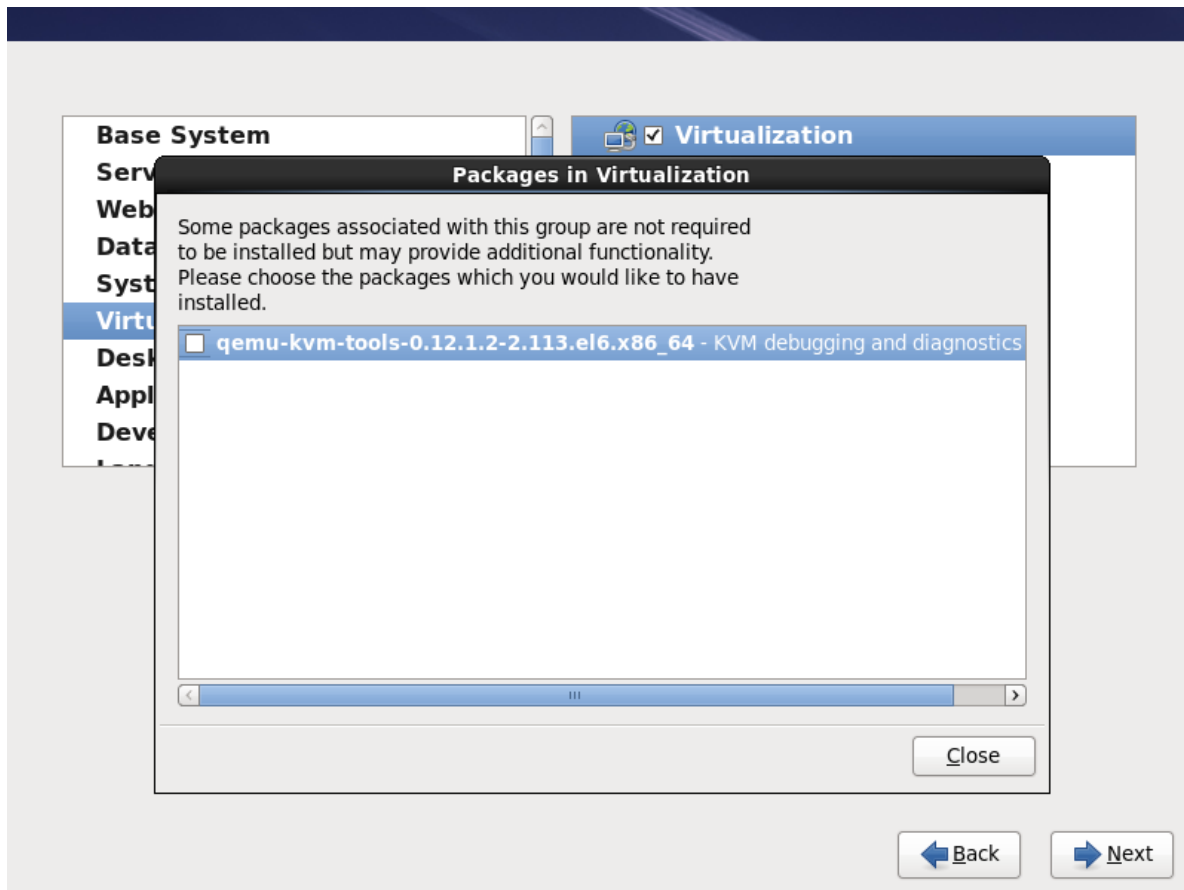 Base System
Virtualization
Serv
Packages in Virtualization
Web
Some packages associated with this group are not required
Data
to be installed but may provide additional functionality.
Syst
Please choose the packages which you would like to have
installed.
Virtu
qemu-kvm-tools-0.12.1.2-2.113.el6.x86_64 - KVM debugging and diagnostics
Desk
Appl
Deve
Close
Back
Next